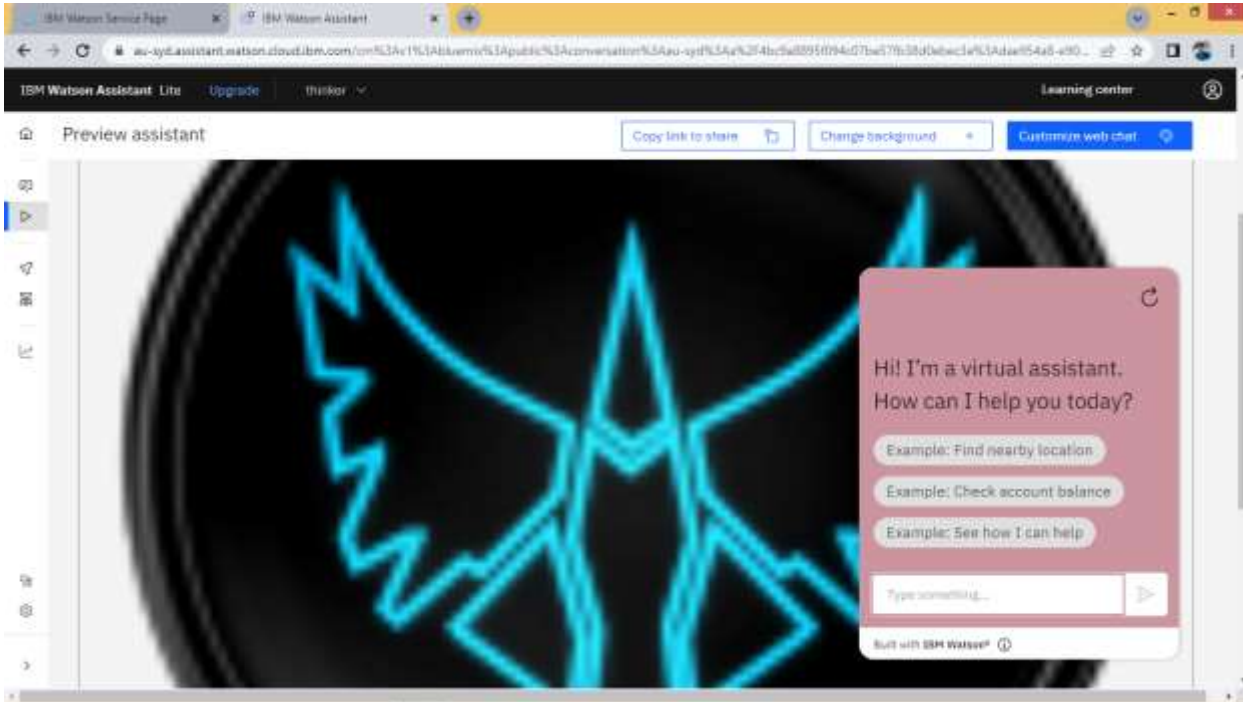 IBM Watson Service Page
IBM Watson Assistant
IBM Watson Assistant Lite
Upgrade
thinker
Learning center
Preview assistant
Copy link to share
Change background
Customize web chat
Hi! I'm a virtual assistant.
How can I help you today?
Example: Find nearby location
Example: Check account balance
Example: See how I can help
Type something...
Built with IBM Watson®